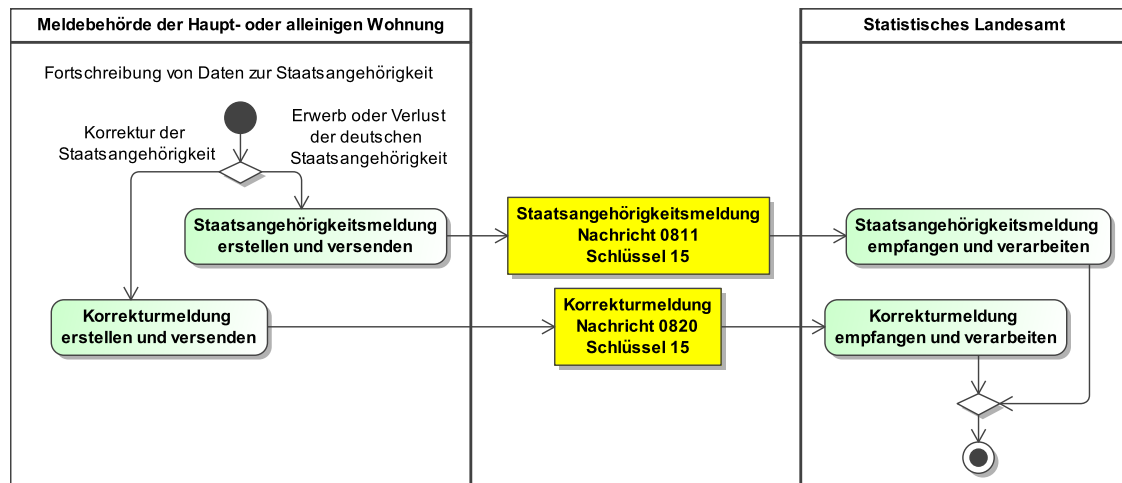 Meldebehörde der Haupt- oder alleinigen Wohnung
Statistisches Landesamt
Fortschreibung von Daten zur Staatsangehörigkeit
Korrektur der
Staatsangehörigkeit
Erwerb oder Verlust
der deutschen
Staatsangehörigkeit
Staatsangehörigkeitsmeldung
erstellen und versenden
Staatsangehörigkeitsmeldung
Nachricht 0811
Schlüssel 15
Staatsangehörigkeitsmeldung
empfangen und verarbeiten
Korrekturmeldung
erstellen und versenden
Korrekturmeldung
Nachricht 0820
Schlüssel 15
Korrekturmeldung
empfangen und verarbeiten